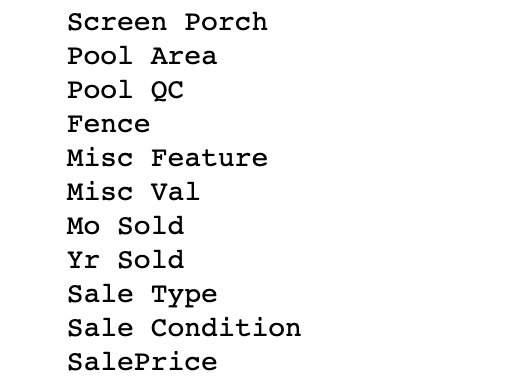 Screen Porch
Pool Area
Pool QC
Fence
Misc Feature
Misc Val
Mo Sold
Yr Sold
Sale Type
Sale Condition
SalePrice